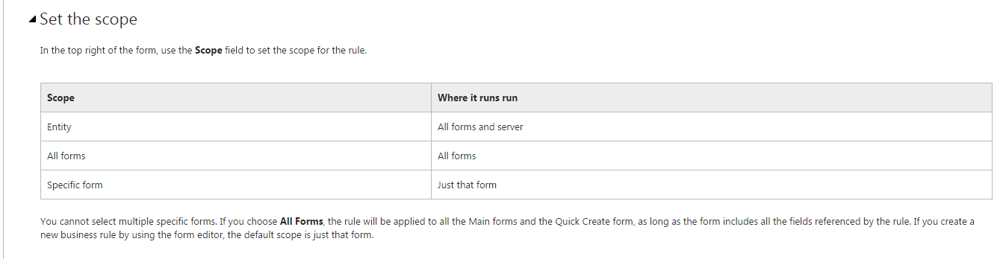 Set the scope
In the top right of the form, use the Scope field to set the scope for the rule.
Scope Where it runs run
Entity All forms and server
All forms All forms
Specific form Just that form
You cannot select multiple specific forms. If you choose All Forms, the rule will be applied to all the Main forms and the Quick Create form, as long as the form includes all the fields referenced by the rule. If you create a
new business rule by using the form editor, the default scope is just that form.